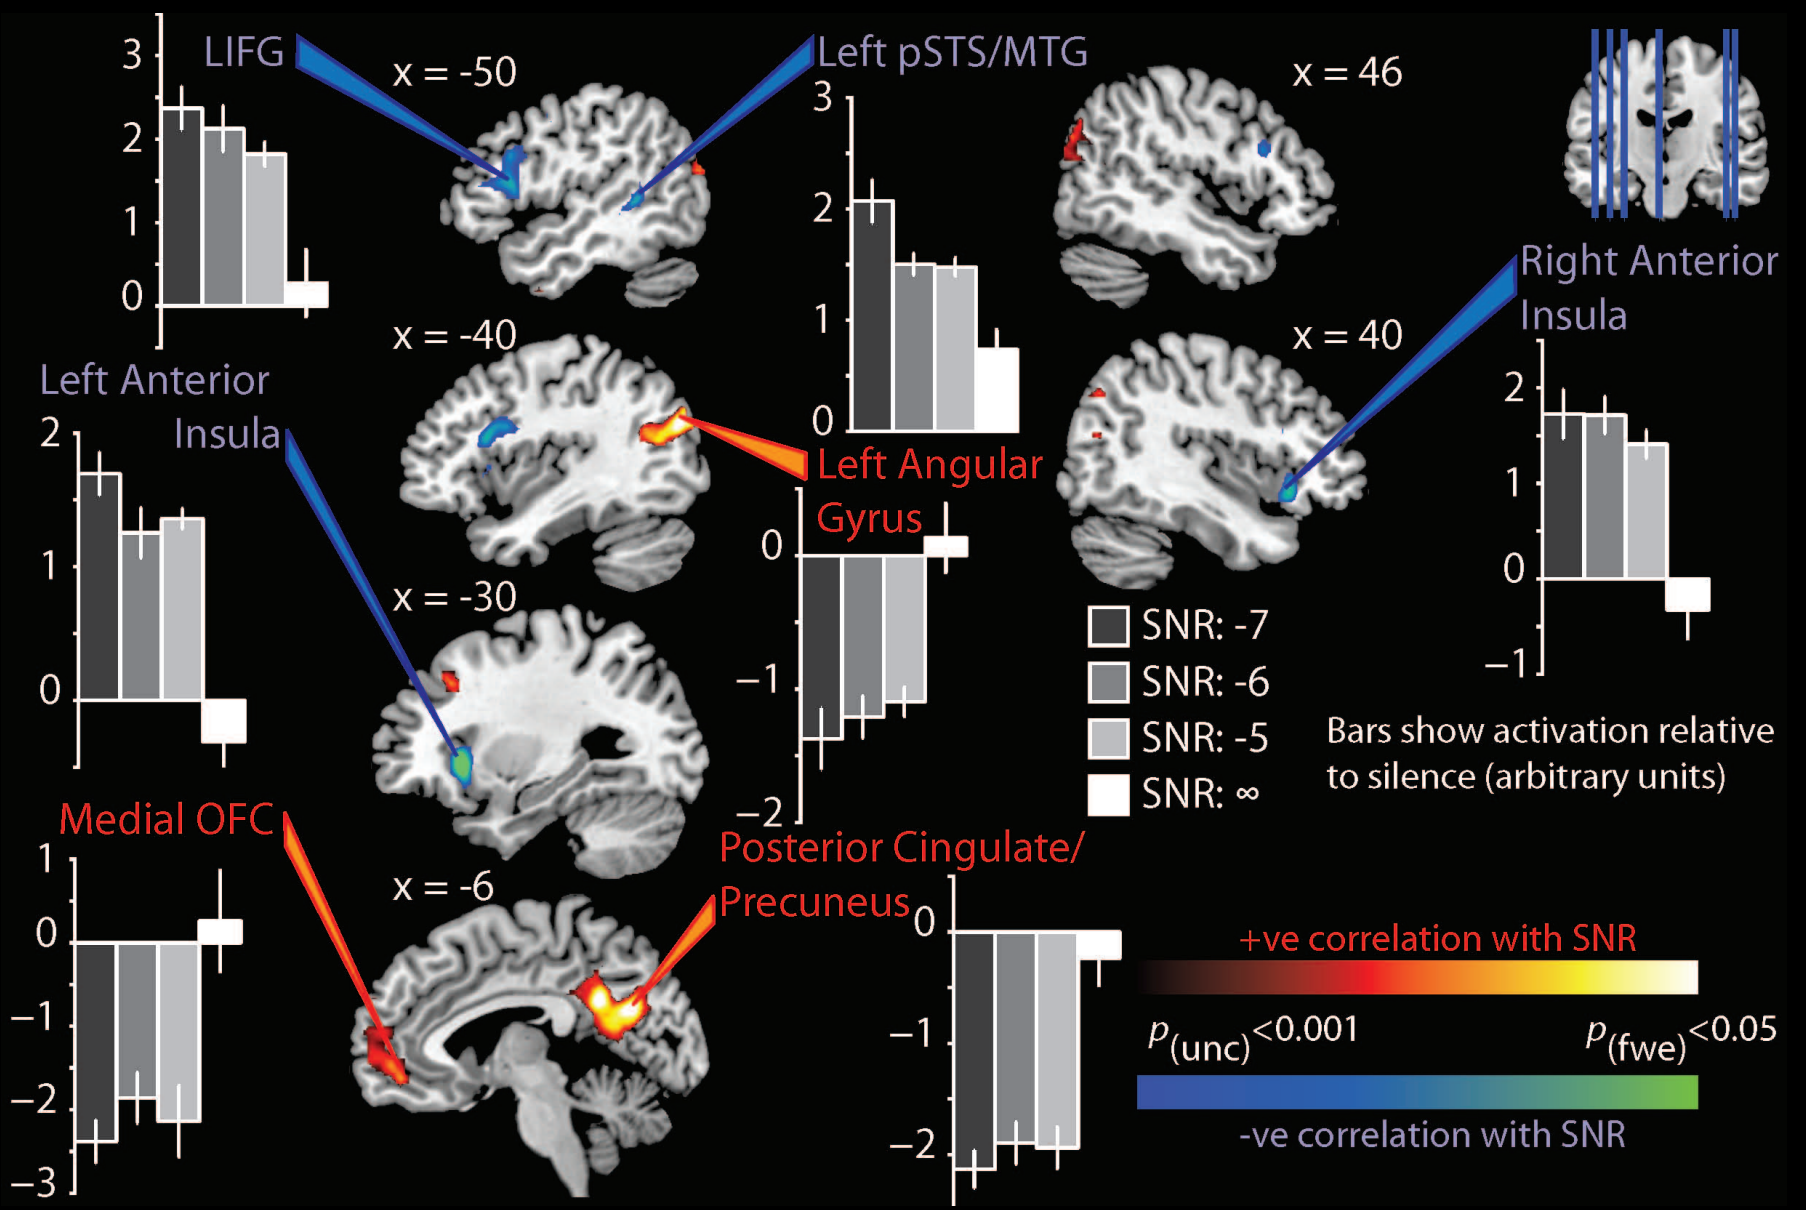 LIFG
x = -50
Left pSTS/MTG
x = 46
3
2
1
0
3
2
1
0
Right Anterior
Insula
2
1
0
−1
x = -40
x = 40
Left Anterior
Insula
2
1
0
Left Angular
Gyrus
0
−1
−2
x = -30
SNR: -7
SNR: -6
SNR: -5
SNR: ∞
Bars show activation relative
to silence (arbitrary units)
Medial OFC
1
0
−1
−2
−3
x = -6
Posterior Cingulate/
Precuneus
0
−1
−2
+ve correlation with SNR
p(unc)<0.001
p(fwe)<0.05
-ve correlation with SNR